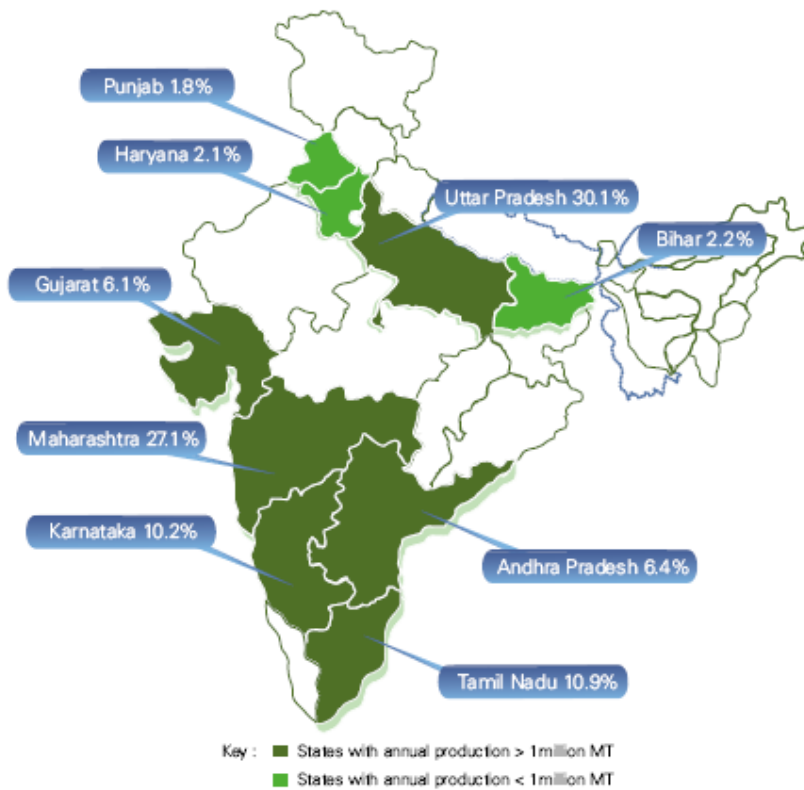 Punjab 1.8%
Haryana 2.1%
Uttar Pradesh 30.1%
Bihar 2.2%
Gujarat 6.1%
Maharashtra 27.1%
Karnataka 10.2%
Andhra Pradesh 6.4%
Tamil Nadu 10.9%
Key : States with annual production > 1million MT
States with annual production < 1million MT